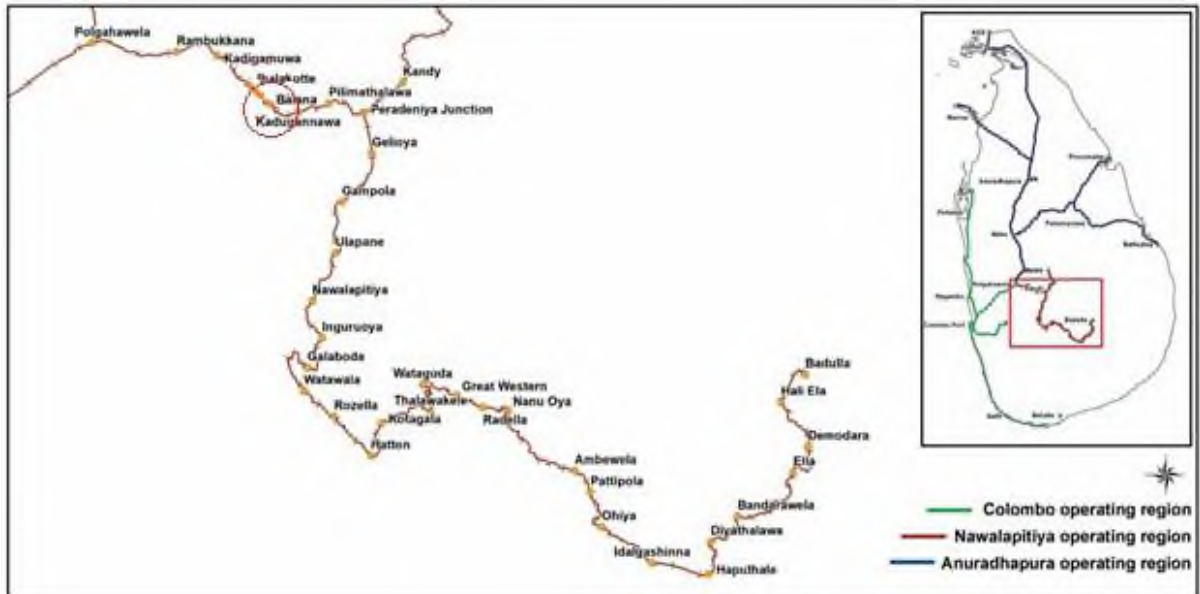 Polgahawela
Rambukkana
Kadigamuwa
Ihalakotte
Balana
Kadugannawa
Pilimathalawa
Kandy
Peradeniya Junction
Gelioya
Gampola
Ulapane
Nawalapitiya
Inguruoya
Galaboda
Watawala
Rozella
Hatton
Kotagala
Thalawakele
Wataguda
Great Western
Radella
Nanu Oya
Ambewela
Pattipola
Ohiya
Idalgashinna
Haputhale
Diyathalawa
Bandarawela
Ella
Demodara
Hali Ela
Badulla
Colombo operating region
Nawalapitiya operating region
Anuradhapura operating region